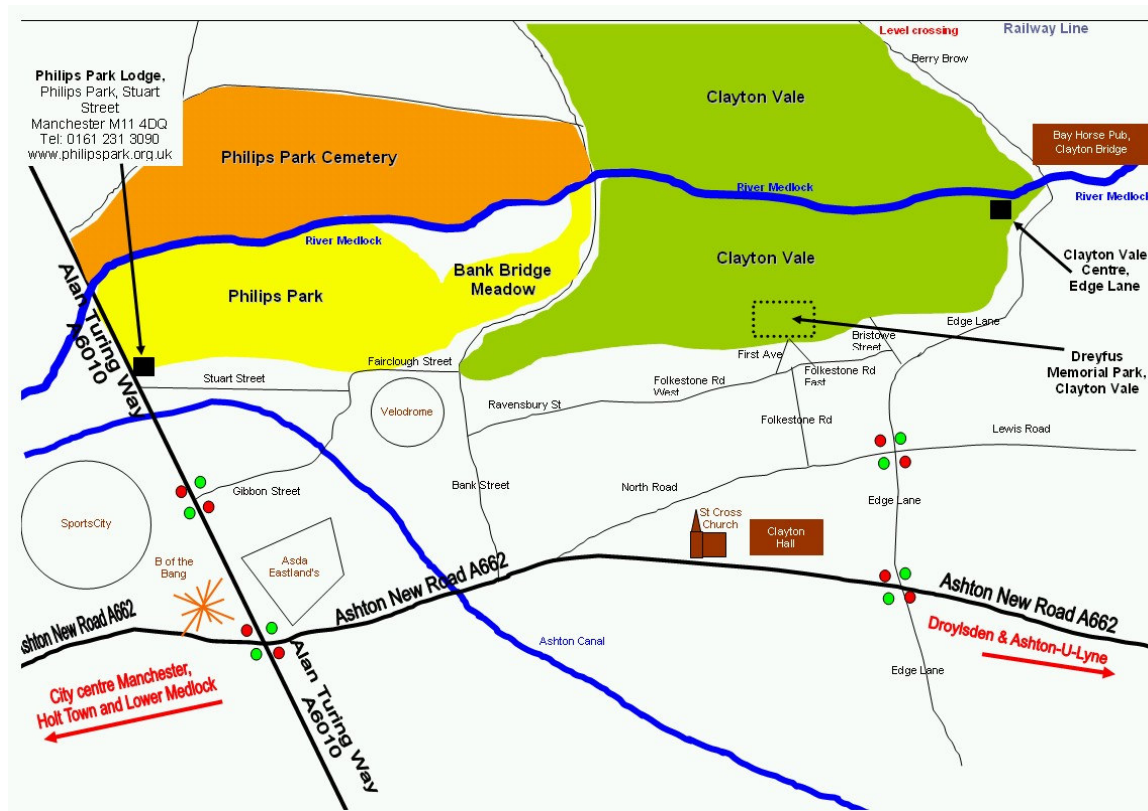 Level crossing
Railway Line
Berry Brow
Philips Park Lodge,
Philips Park, Stuart
Street
Manchester M11 4DQ
Tel: 0161 231 3090
www.philipspark.org.uk
Clayton Vale
Bay Horse Pub,
Clayton Bridge
Philips Park Cemetery
River Medlock
River Medlock
River Medlock
Clayton Vale
Clayton Vale
Centre,
Edge Lane
Bank Bridge
Meadow
Philips Park
Alan Turing Way
A6010
Edge Lane
Bristowe
Street
First Ave
Fairclough Street
Stuart Street
Folkestone Rd
West
Folkestone Rd
East
Dreyfus
Memorial Park,
Clayton Vale
Velodrome
Ravensbury St
Folkestone Rd
Lewis Road
Gibbon Street
Bank Street
North Road
Edge Lane
SportsCity
St Cross
Church
Clayton
Hall
B of the
Bang
Asda
Eastland's
Ashton New Road A662
Ashton New Road A662
Ashton New Road A662
Droylsden & Ashton-U-Lyne
Ashton Canal
Edge Lane
Alan Turing Way
A6010
City centre Manchester,
Holt Town and Lower Medlock